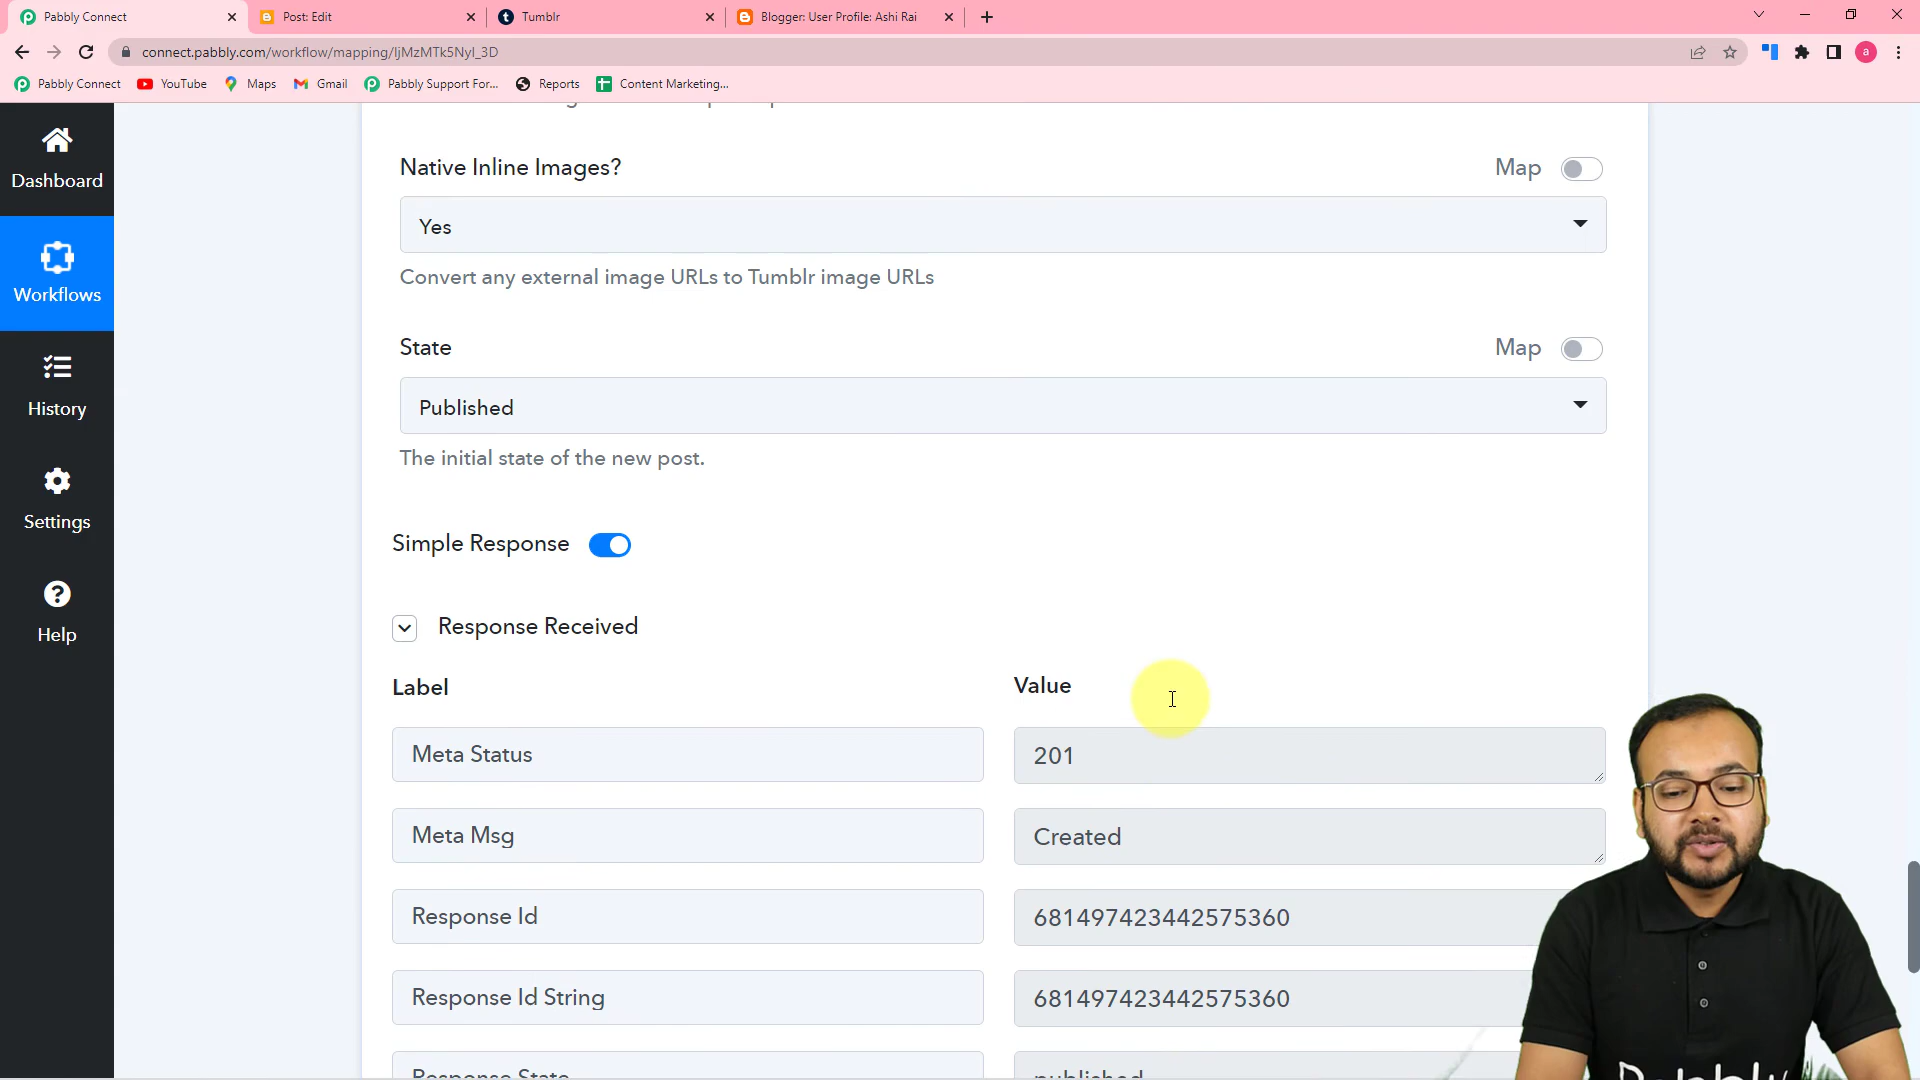 Pabbly Connect
Post: Edit
Tumblr
Blogger: User Profile: Ashi Rai
connect.pabbly.com/workflow/mapping/IjMzMTk5NyI_3D
a
Pabbly Connect
YouTube
Maps
Gmail
Pabbly Support For...
Reports
Content Marketing...
Dashboard
Workflows
History
Settings
Help
Native Inline Images?
Map
Yes
Convert any external image URLs to Tumblr image URLs
State
Map
Published
The initial state of the new post.
Simple Response
Response Received
Label
Value
Meta Status
201
Meta Msg
Created
Response Id
681497423442575360
Response Id String
681497423442575360
Response State
published
Pabbly